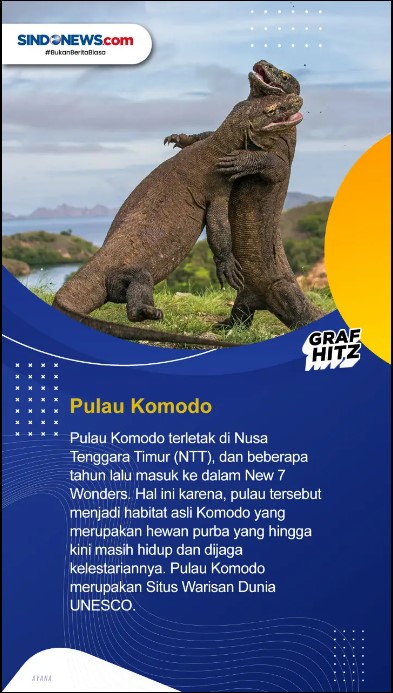 SINDONEWS.com
#BukanBeritaBiasa
GRAF
HITZ
Pulau Komodo
Pulau Komodo terletak di Nusa
Tenggara Timur (NTT), dan beberapa
tahun lalu masuk ke dalam New 7
Wonders. Hal ini karena, pulau tersebut
menjadi habitat asli Komodo yang
merupakan hewan purba yang hingga
kini masih hidup dan dijaga
kelestariannya. Pulau Komodo
merupakan Situs Warisan Dunia
UNESCO.
AYANA